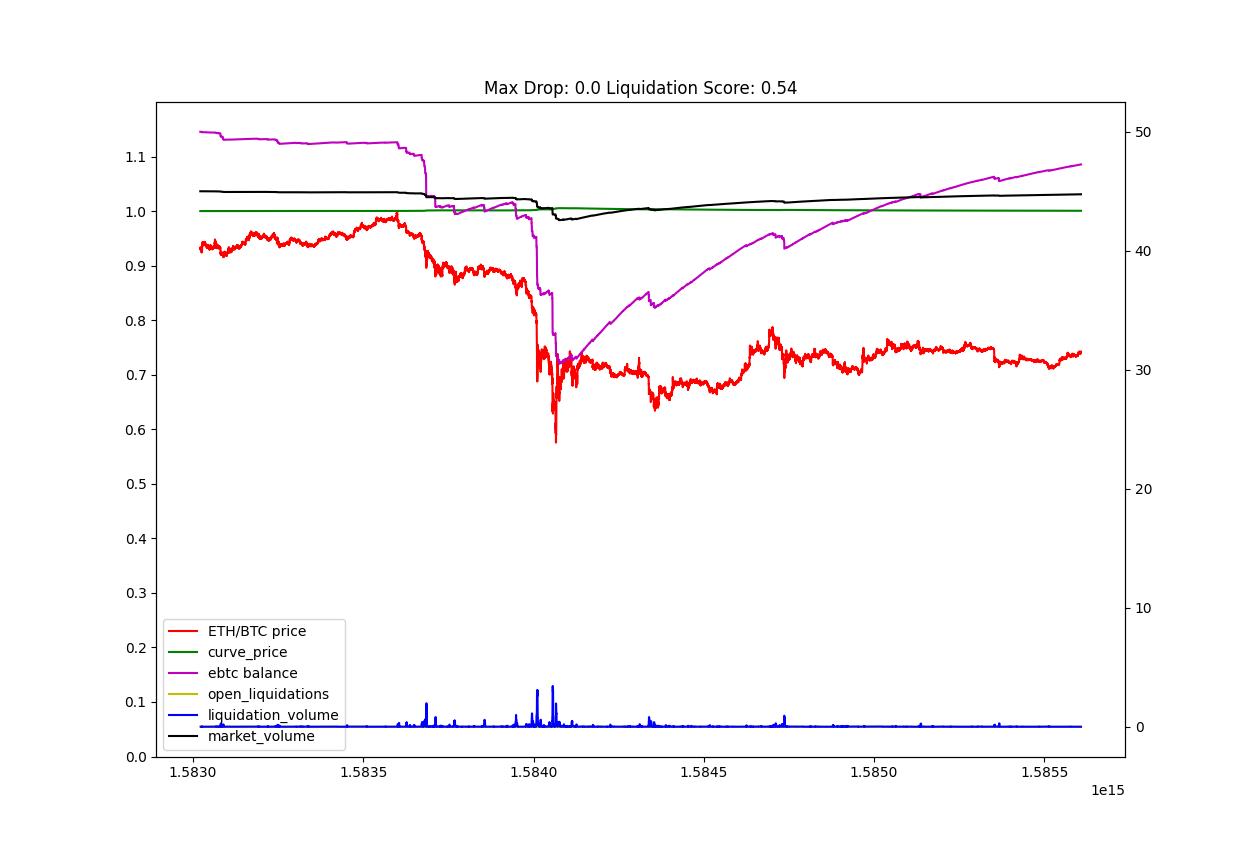 Max Drop: 0.0 Liquidation Score: 0.54
1.1
1.0
0.9
0.8
0.7
0.6
0.5
0.4
0.3
0.2
0.1
0.0
50
40
30
20
10
0
ETH/BTC price
curve_price
ebtc balance
open_liquidations
liquidation_volume
market_volume
1.5830 1.5835 1.5840 1.5845 1.5850 1.5855
1e15